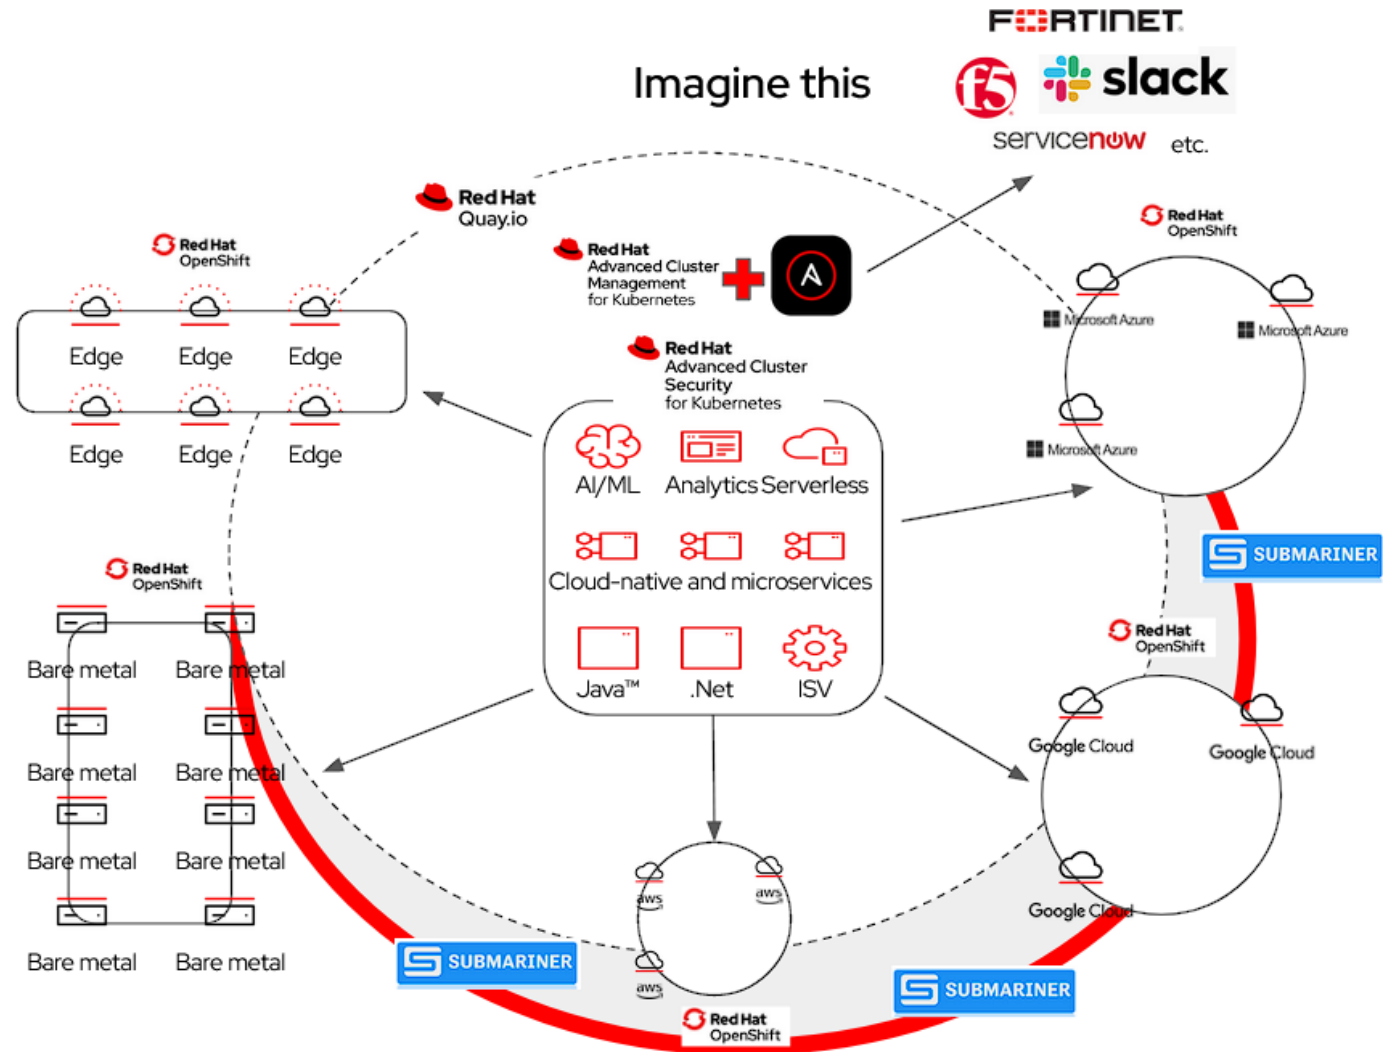 FORTINET
Imagine this
f5
slack
servicenow
etc.
Red Hat
Quay.io
Red Hat
OpenShift
Red Hat
Advanced Cluster
Management
for Kubernetes
A
Red Hat
OpenShift
Microsoft Azure
Microsoft Azure
Microsoft Azure
Edge
Edge
Edge
Edge
Edge
Edge
Red Hat
Advanced Cluster
Security
for Kubernetes
AI/ML
Analytics
Serverless
Cloud-native and microservices
Java™
.Net
ISV
SUBMARINER
Red Hat
OpenShift
Bare metal
Bare metal
Bare metal
Bare metal
Bare metal
Bare metal
Bare metal
Bare metal
Red Hat
OpenShift
Google Cloud
Google Cloud
Google Cloud
aws
aws
aws
SUBMARINER
SUBMARINER
Red Hat
OpenShift